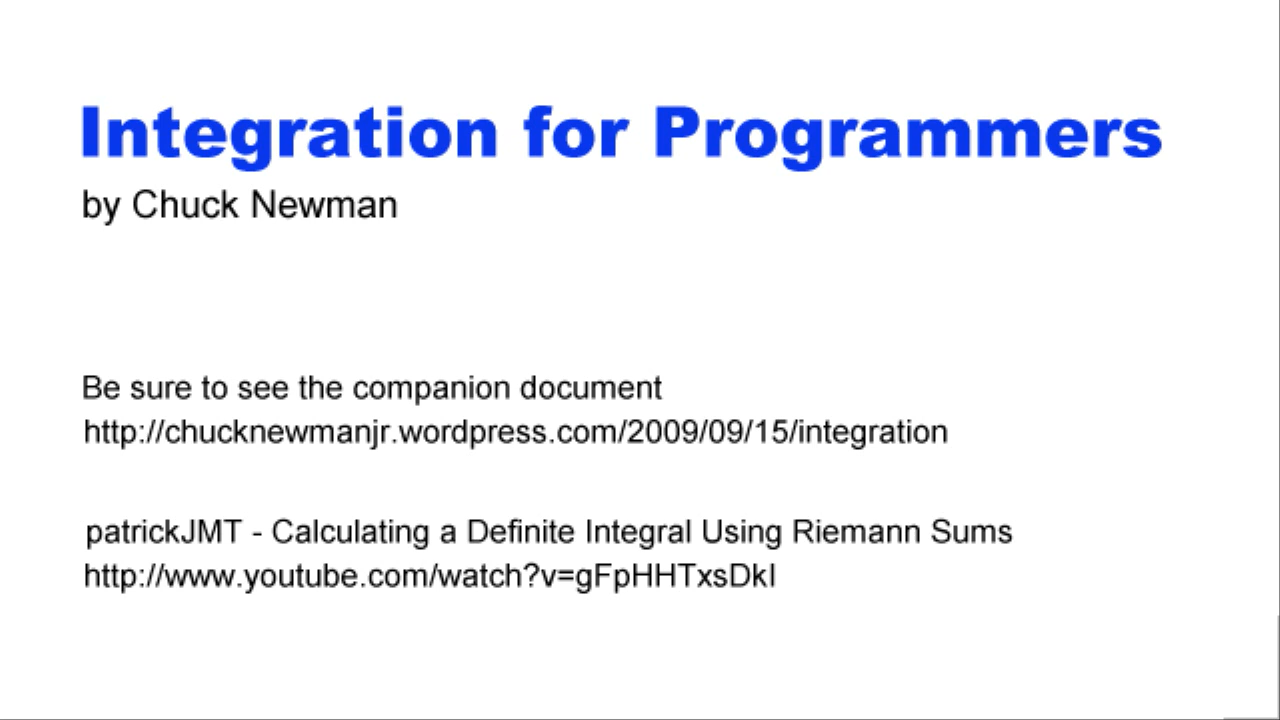 Integration for Programmers
by Chuck Newman
Be sure to see the companion document
http://chucknewmanjr.wordpress.com/2009/09/15/integration
patrickJMT - Calculating a Definite Integral Using Riemann Sums
http://www.youtube.com/watch?v=gFpHHTxsDkI